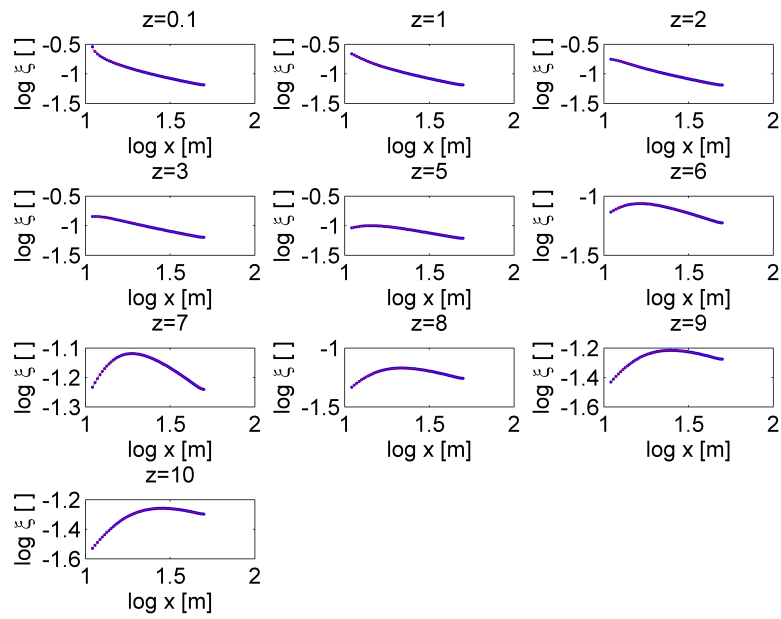 z=0.1
-0.5
-1
-1.5
log ξ [ ]
1
1.5
2
log x [m]
z=1
-0.5
-1
-1.5
log ξ [ ]
1
1.5
2
log x [m]
z=2
-0.5
-1
-1.5
log ξ [ ]
1
1.5
2
log x [m]
z=3
-0.5
-1
-1.5
log ξ [ ]
1
1.5
2
log x [m]
z=5
-0.5
-1
-1.5
log ξ [ ]
1
1.5
2
log x [m]
z=6
-1
-1.5
log ξ [ ]
1
1.5
2
log x [m]
z=7
-1.1
-1.2
-1.3
log ξ [ ]
1
1.5
2
log x [m]
z=8
-1
-1.5
log ξ [ ]
1
1.5
2
log x [m]
z=9
-1.2
-1.4
-1.6
log ξ [ ]
1
1.5
2
log x [m]
z=10
-1.2
-1.4
-1.6
log ξ [ ]
1
1.5
2
log x [m]